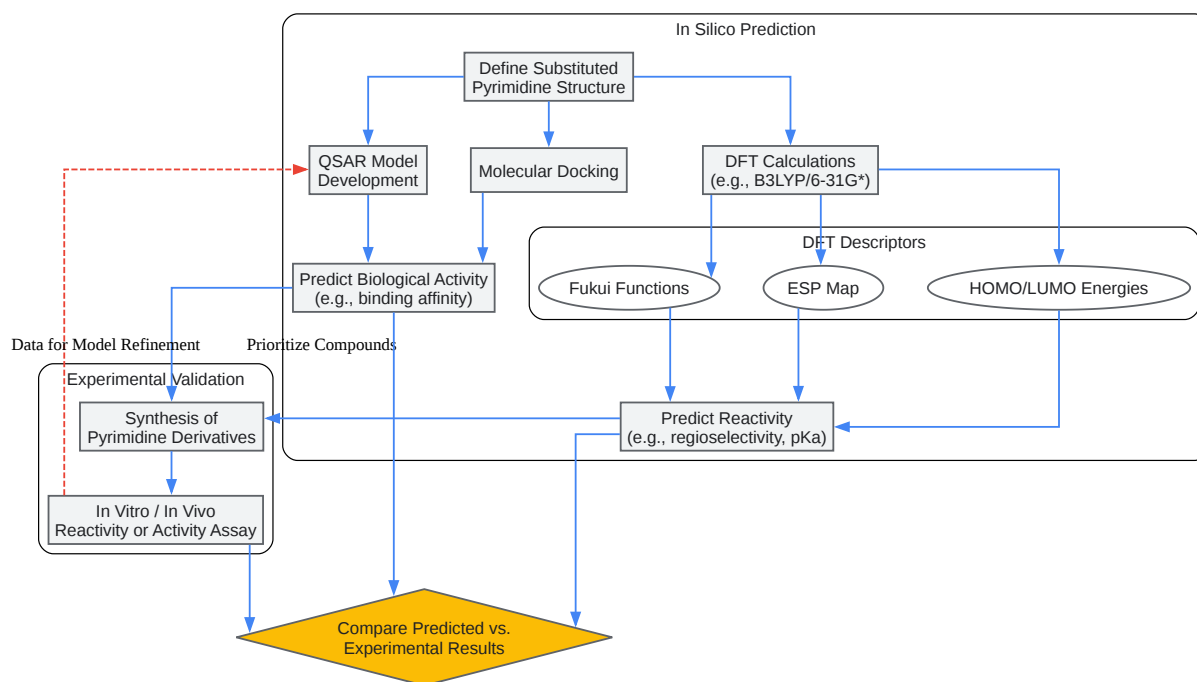 In Silico Prediction
Define Substituted
Pyrimidine Structure
QSAR Model
Development
Molecular Docking
DFT Calculations
(e.g., B3LYP/6-31G*)
DFT Descriptors
Predict Biological Activity
(e.g., binding affinity)
Fukui Functions
ESP Map
HOMO/LUMO Energies
Data for Model Refinement
Prioritize Compounds
Experimental Validation
Synthesis of
Pyrimidine Derivatives
Predict Reactivity
(e.g., regioselectivity, pKa)
In Vitro / In Vivo
Reactivity or Activity Assay
Compare Predicted vs.
Experimental Results